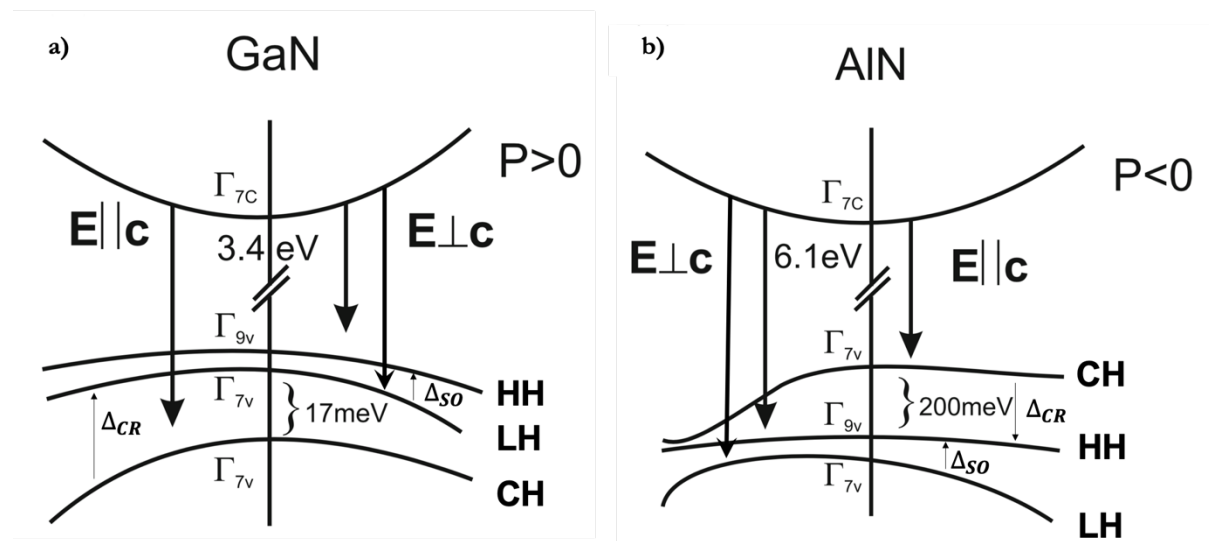 a)
GaN
P>0
Γ7C
E||c
3.4 eV
E⊥c
Γ9v
Γ7v
ΔCR
}17meV
ΔSO
HH
LH
Γ7v
CH
b)
AlN
P<0
Γ7C
E⊥c
6.1eV
E||c
Γ7v
CH
}200meV
ΔCR
Γ9v
HH
ΔSO
Γ7v
LH